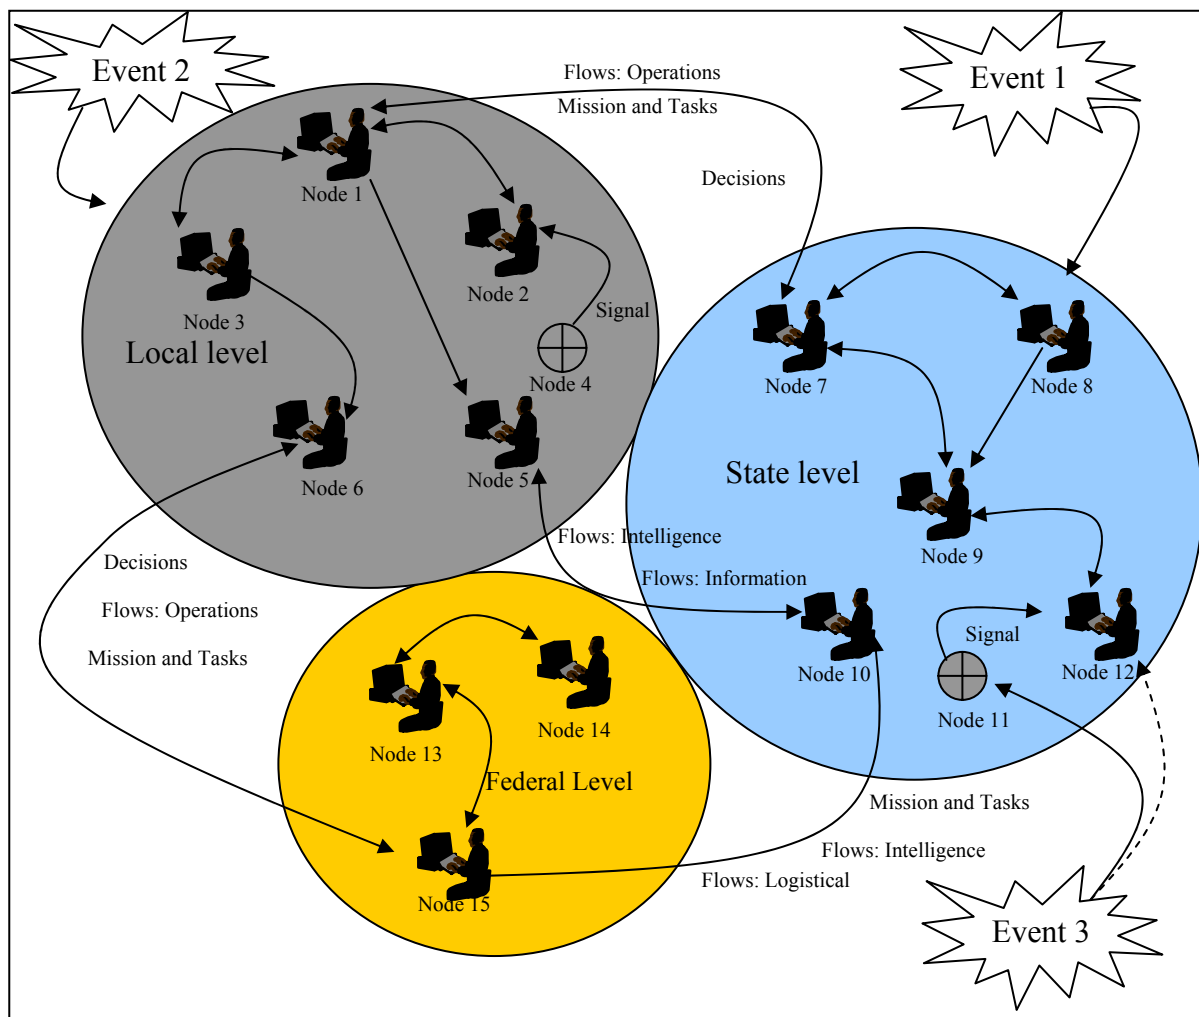 Event 2
Event 1
Flows: Operations
Mission and Tasks
Decisions
Node 1
Node 2
Node 3
Signal
Local level
Node 4
Node 7
Node 8
Node 5
Node 6
State level
Flows: Intelligence
Node 9
Decisions
Flows: Information
Flows: Operations
Signal
Mission and Tasks
Node 10
Node 12
Node 11
Node 14
Node 13
Federal Level
Mission and Tasks
Flows: Intelligence
Flows: Logistical
Node 15
Event 3